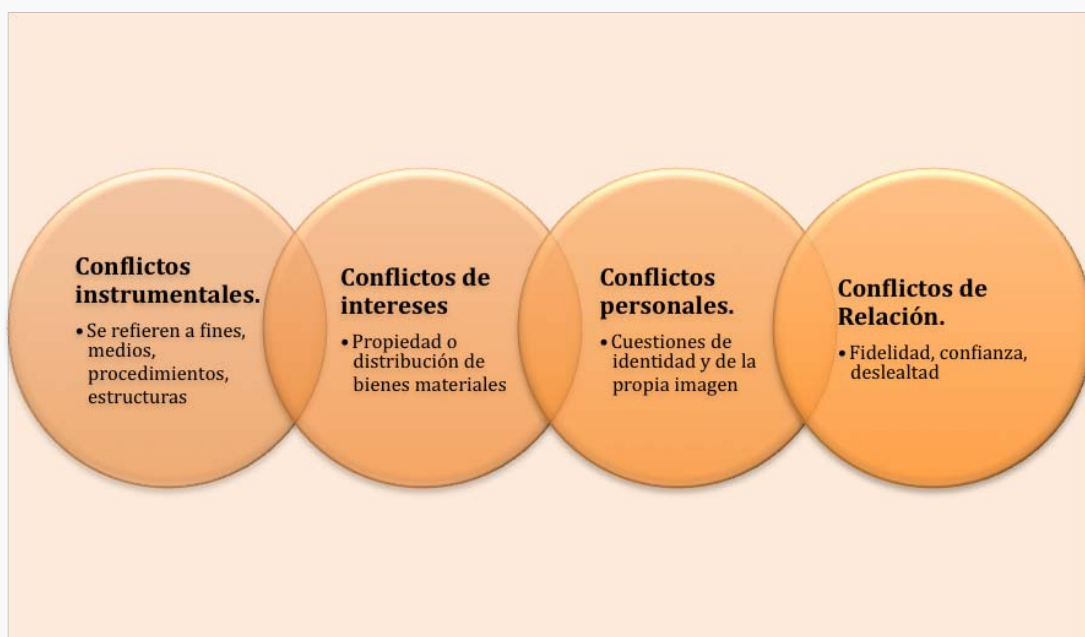 Conflictos
instrumentales.
• Se refieren a fines,
medios,
procedimientos,
estructuras
Conflictos de
intereses
• Propiedad o
distribución de
bienes materiales
Conflictos
personales.
• Cuestiones de
identidad y de la
propia imagen
Conflictos de
Relación.
• Fidelidad, confianza,
deslealtad